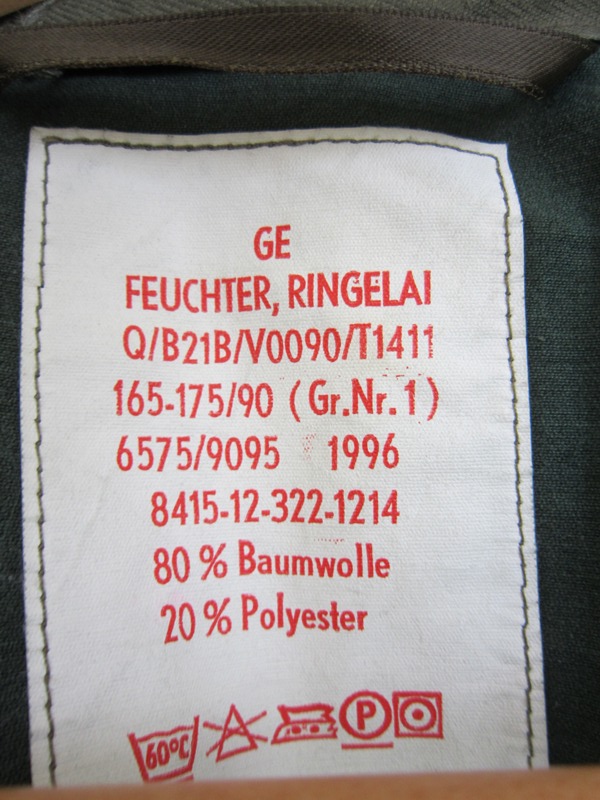 GE
FEUCHTER, RINGELAI
Q/B21B/V0090/T1411
165-175/90 (Gr.Nr.1)
6575/9095 1996
8415-12-322-1214
80 % Baumwolle
20 % Polyester
60°C P